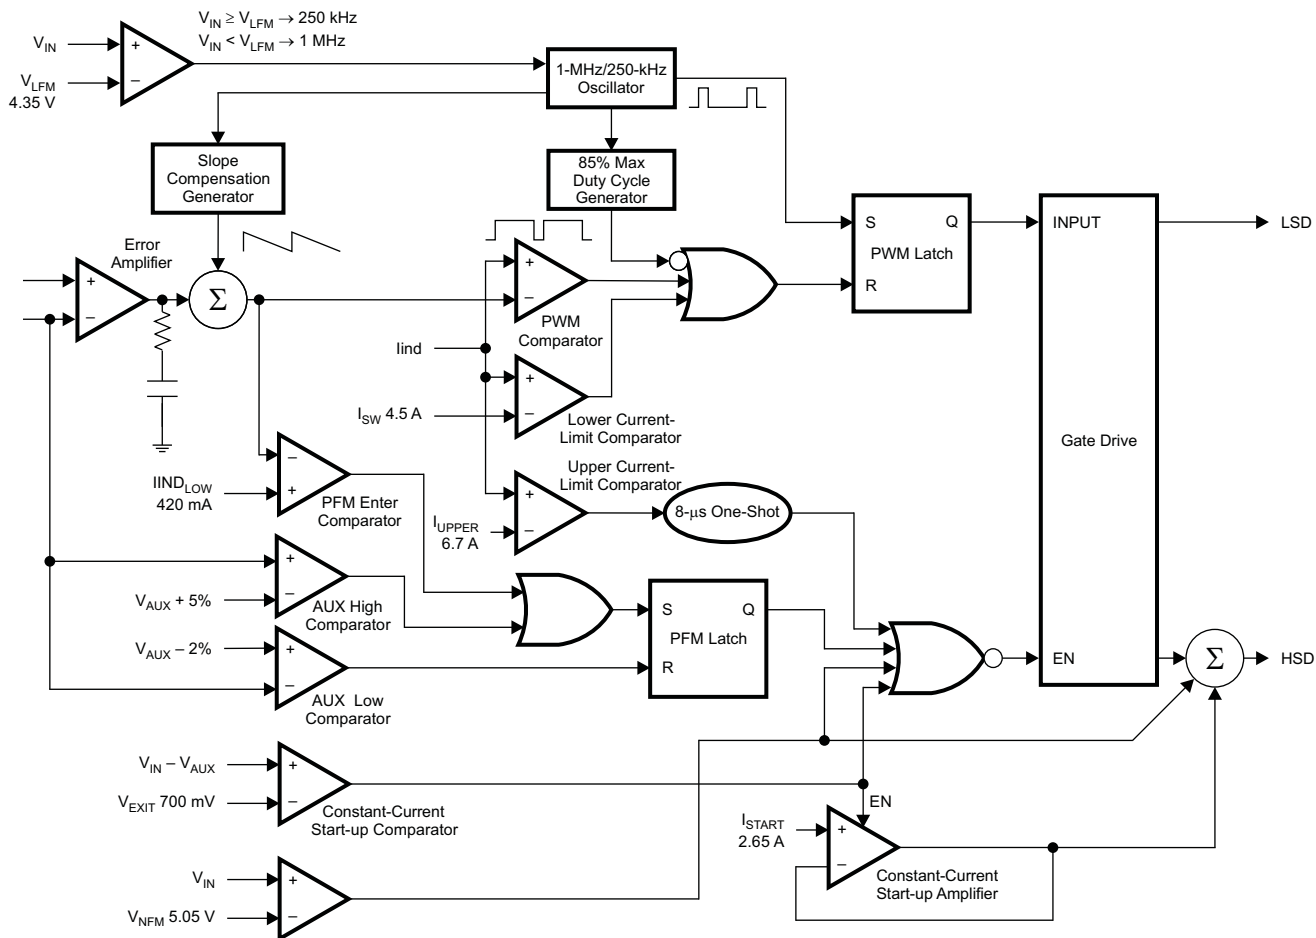 V_IN ≥ V_LFM → 250 kHz
V_IN < V_LFM → 1 MHz
V_IN
+
V_LFM
4.35 V
–
1-MHz/250-kHz
Oscillator
Slope
Compensation
Generator
85% Max
Duty Cycle
Generator
Error
Amplifier
+
–
Σ
+
–
PWM
Comparator
S
Q
PWM Latch
R
INPUT
LSD
Iind
+
I_SW 4.5 A
–
Lower Current-
Limit Comparator
Gate Drive
–
IIND_LOW
420 mA
+
PFM Enter
Comparator
Upper Current-
Limit Comparator
+
I_UPPER
6.7 A
–
8-μs One-Shot
+
V_AUX + 5%
–
AUX High
Comparator
S
Q
PFM Latch
R
V_AUX – 2%
+
–
AUX Low
Comparator
EN
Σ
HSD
V_IN – V_AUX
+
V_EXIT 700 mV
–
Constant-Current
Start-up Comparator
EN
I_START
2.65 A
+
–
Constant-Current
Start-up Amplifier
V_IN
+
V_NFM 5.05 V
–